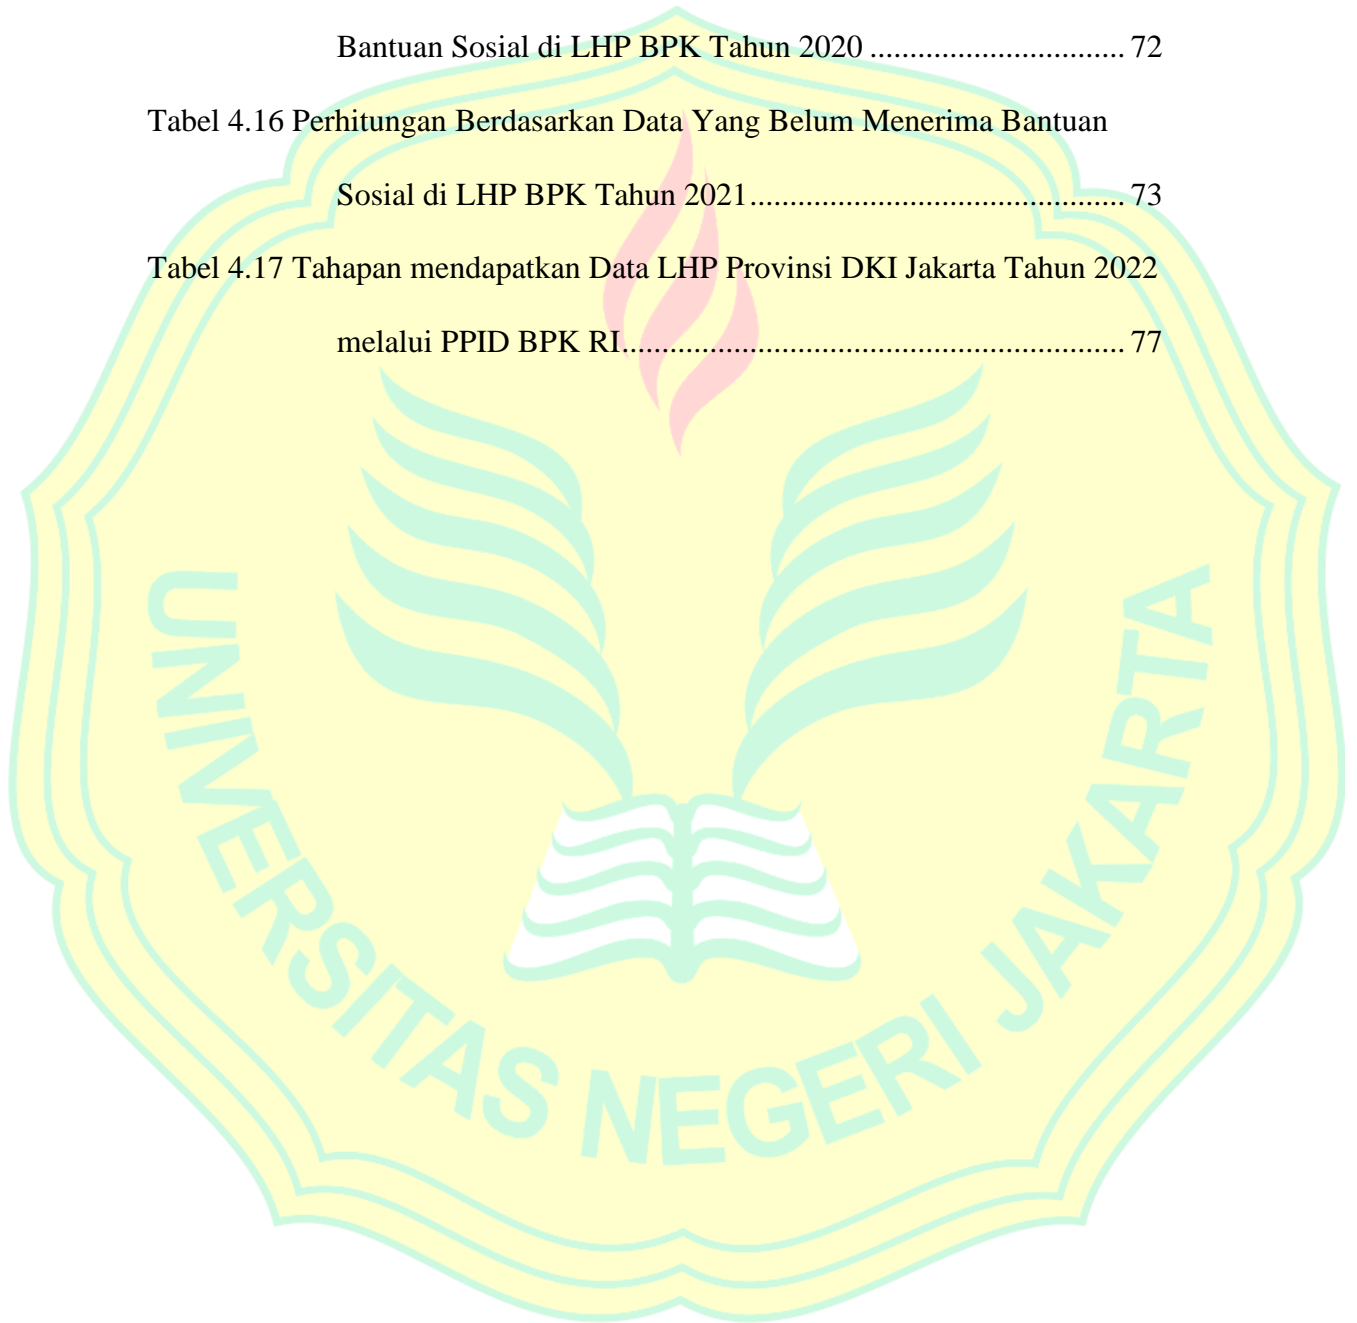 Bantuan Sosial di LHP BPK Tahun 2020 ................................ 72
Tabel 4.16 Perhitungan Berdasarkan Data Yang Belum Menerima Bantuan
Sosial di LHP BPK Tahun 2021............................................... 73
Tabel 4.17 Tahapan mendapatkan Data LHP Provinsi DKI Jakarta Tahun 2022
melalui PPID BPK RI............................................................... 77
UNIVERSITAS NEGERI JAKARTA